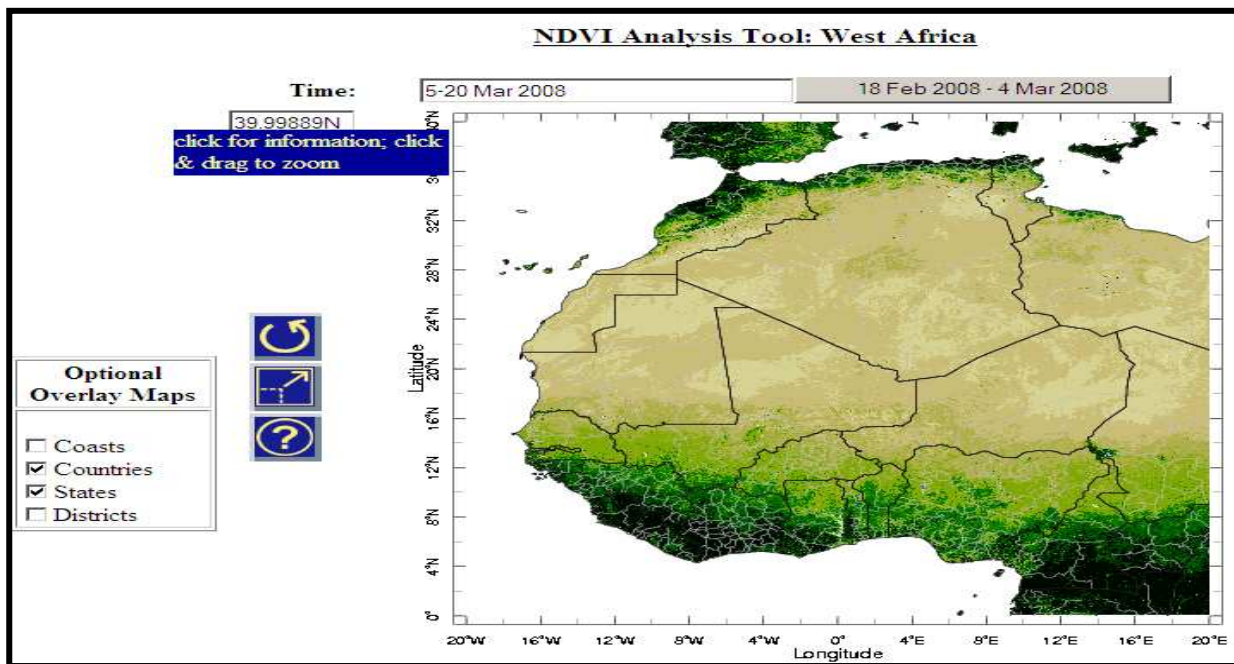 NDVI Analysis Tool: West Africa
Time:
5-20 Mar 2008
18 Feb 2008 - 4 Mar 2008
39.99889N
click for information; click
& drag to zoom
32°N
28°N
24°N
20°N
16°N
12°N
8°N
4°N
0°
Latitude
20°W 16°W 12°W 8°W 4°W 0° 4°E 8°E 12°E 16°E 20°E
Longitude
Optional
Overlay Maps
Coasts
Countries
States
Districts
?